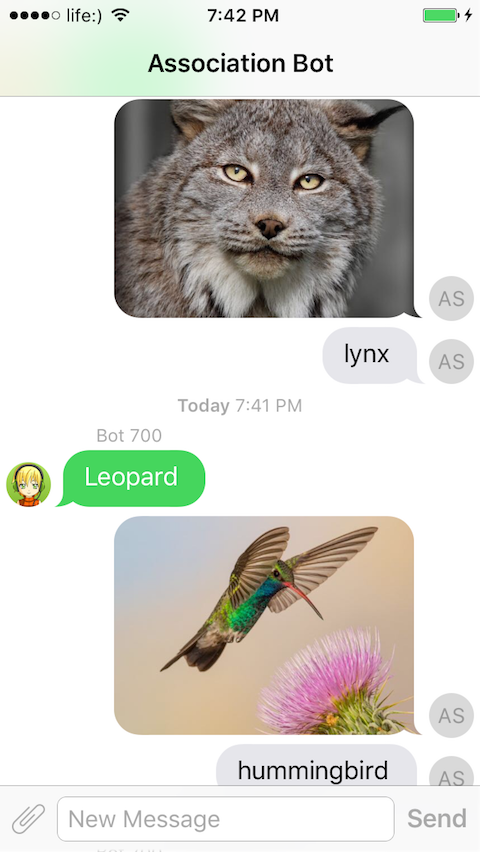 life:) 7:42 PM
Association Bot
AS
lynx AS
Today 7:41 PM
Bot 700
Leopard
AS
hummingbird AS
New Message Send